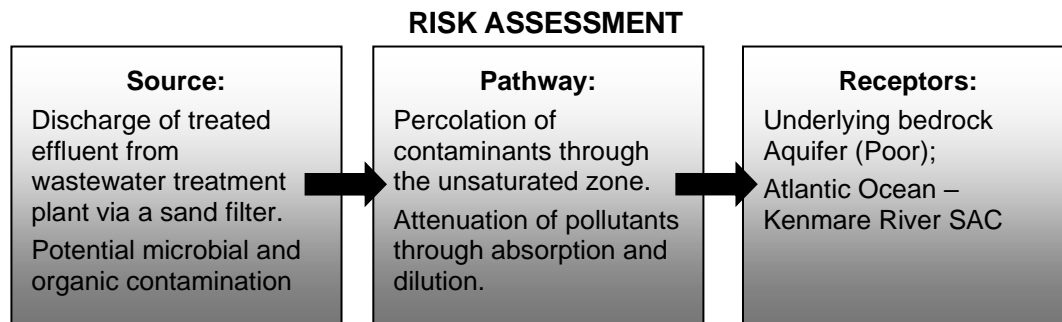 RISK ASSESSMENT
Source:
Discharge of treated
effluent from
wastewater treatment
plant via a sand filter.
Potential microbial and
organic contamination
Pathway:
Percolation of
contaminants through
the unsaturated zone.
Attenuation of pollutants
through absorption and
dilution.
Receptors:
Underlying bedrock
Aquifer (Poor);
Atlantic Ocean –
Kenmare River SAC